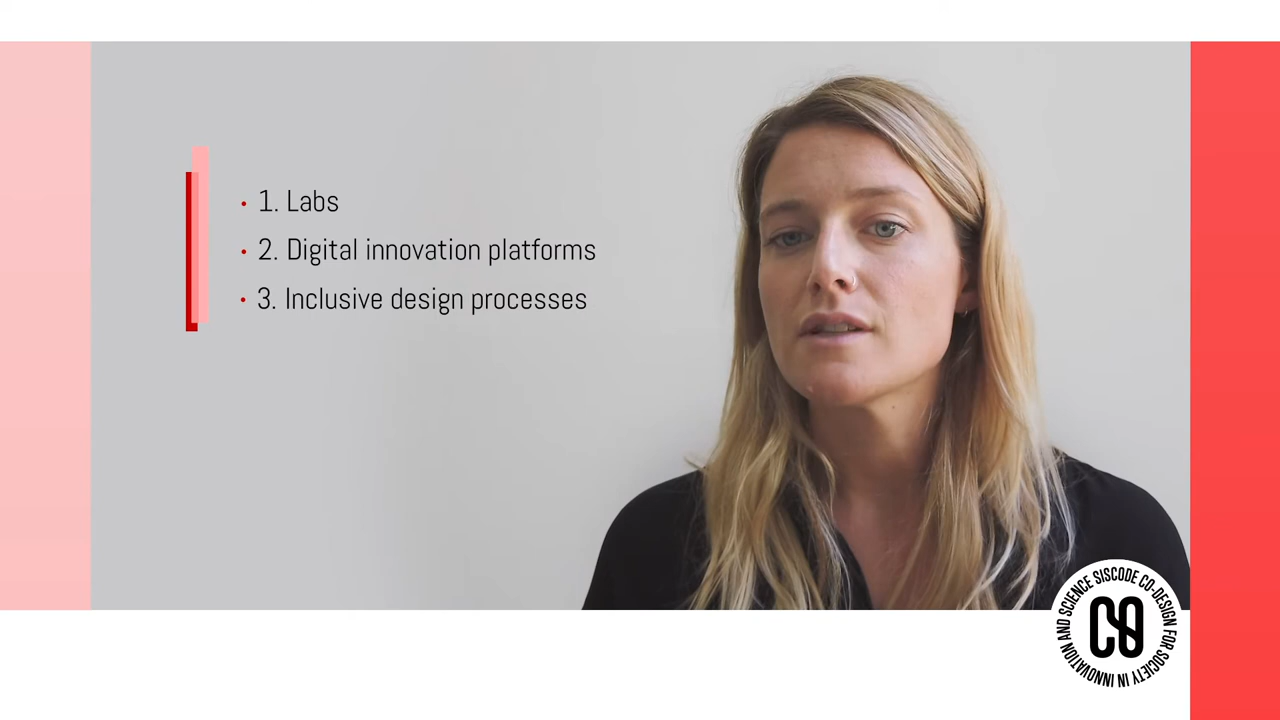 • 1. Labs
• 2. Digital innovation platforms
• 3. Inclusive design processes
SISCODE CO-DESIGN FOR SOCIETY IN INNOVATION AND SCIENCE
CO